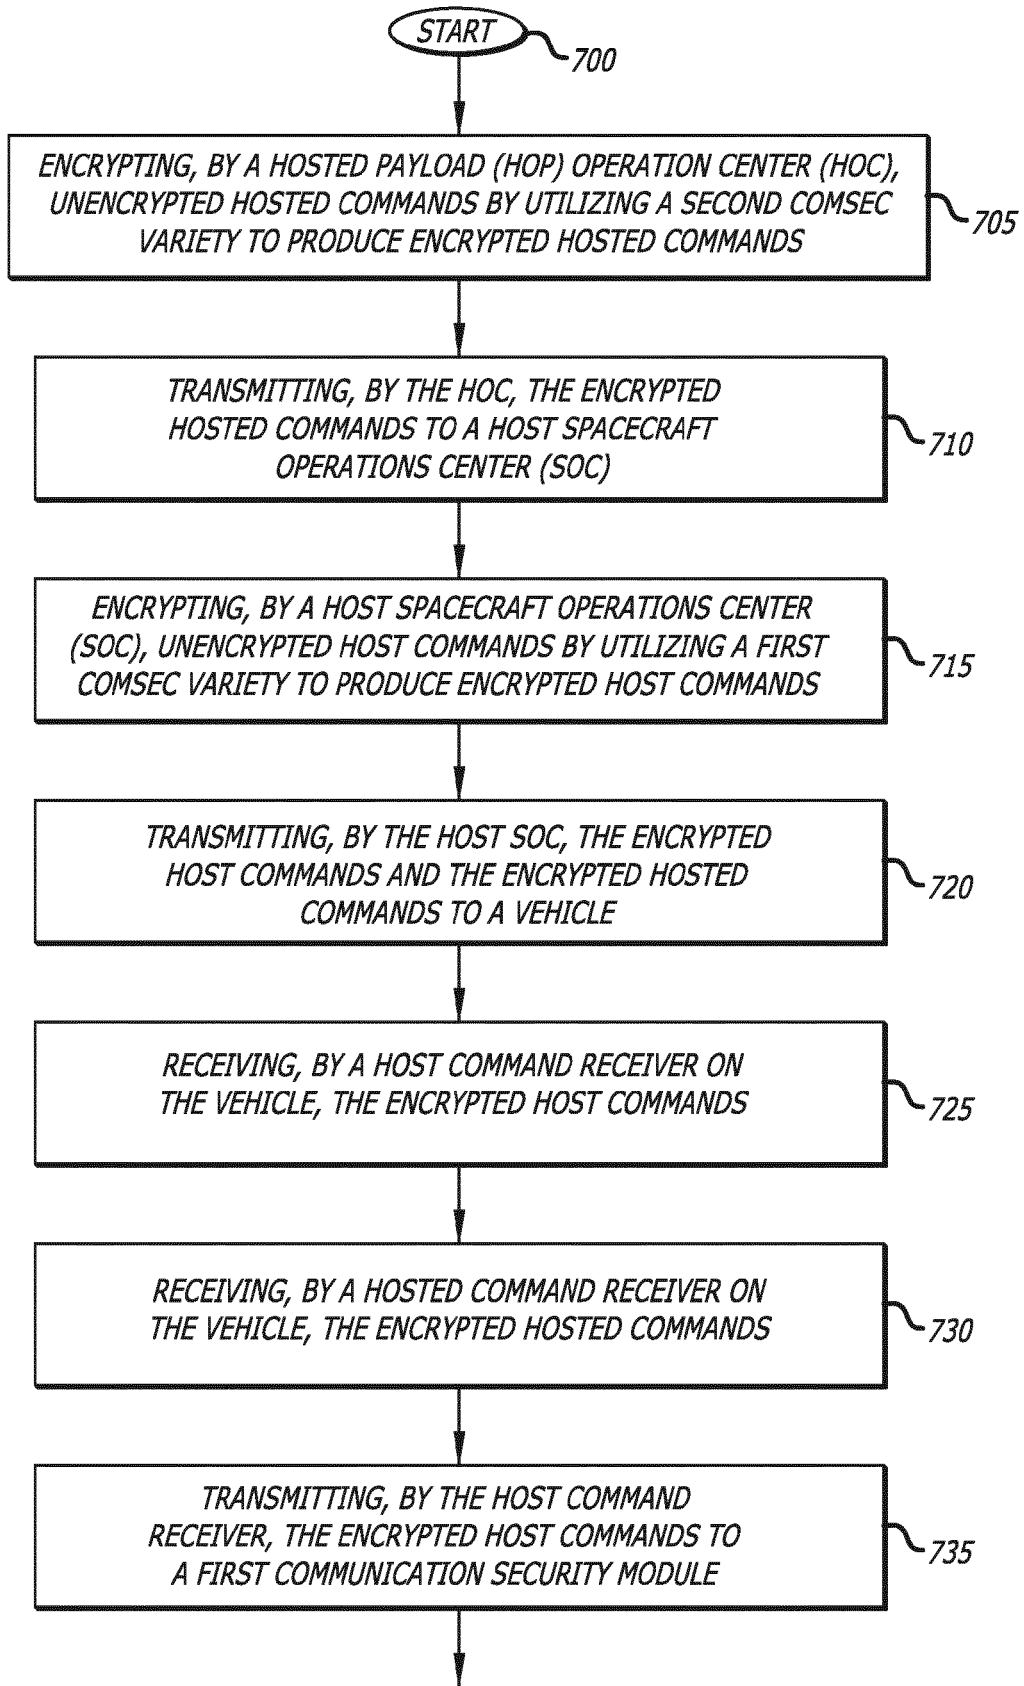 START
700
ENCRYPTING, BY A HOSTED PAYLOAD (HOP) OPERATION CENTER (HOC),
UNENCRYPTED HOSTED COMMANDS BY UTILIZING A SECOND COMSEC
VARIETY TO PRODUCE ENCRYPTED HOSTED COMMANDS
705
TRANSMITTING, BY THE HOC, THE ENCRYPTED
HOSTED COMMANDS TO A HOST SPACECRAFT
OPERATIONS CENTER (SOC)
710
ENCRYPTING, BY A HOST SPACECRAFT OPERATIONS CENTER
(SOC), UNENCRYPTED HOST COMMANDS BY UTILIZING A FIRST
COMSEC VARIETY TO PRODUCE ENCRYPTED HOST COMMANDS
715
TRANSMITTING, BY THE HOST SOC, THE ENCRYPTED
HOST COMMANDS AND THE ENCRYPTED HOSTED
COMMANDS TO A VEHICLE
720
RECEIVING, BY A HOST COMMAND RECEIVER ON
THE VEHICLE, THE ENCRYPTED HOST COMMANDS
725
RECEIVING, BY A HOSTED COMMAND RECEIVER ON
THE VEHICLE, THE ENCRYPTED HOSTED COMMANDS
730
TRANSMITTING, BY THE HOST COMMAND
RECEIVER, THE ENCRYPTED HOST COMMANDS TO
A FIRST COMMUNICATION SECURITY MODULE
735